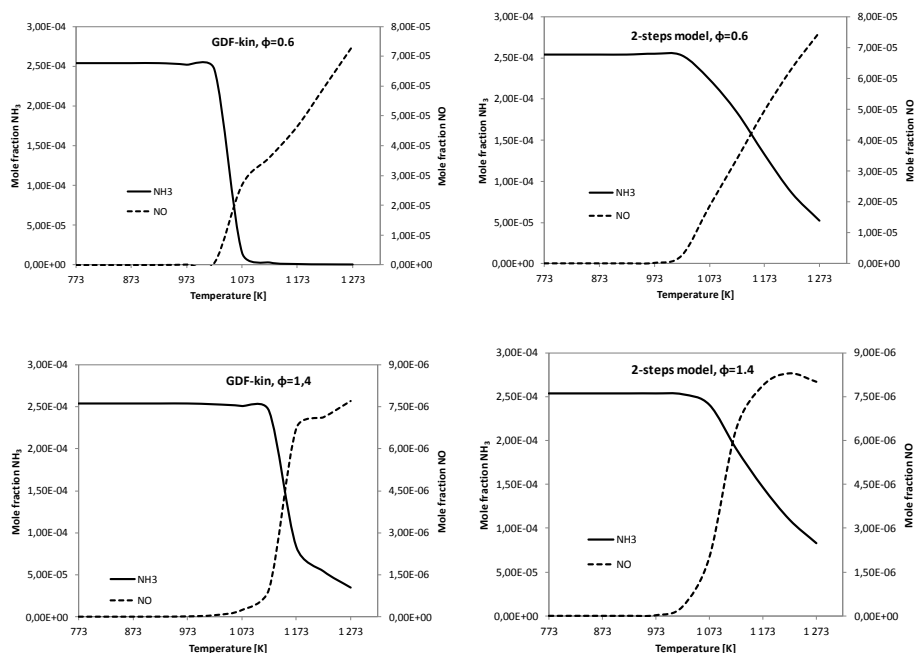 GDF-kin, ϕ=0.6
3,00E-04
2,50E-04
2,00E-04
1,50E-04
1,00E-04
5,00E-05
0,00E+00
Mole fraction NH₃
8,00E-05
7,00E-05
6,00E-05
5,00E-05
4,00E-05
3,00E-05
2,00E-05
1,00E-05
0,00E+00
Mole fraction NO
NH3
NO
773 873 973 1 073 1 173 1 273
Temperature [K]
2-steps model, ϕ=0.6
3,00E-04
2,50E-04
2,00E-04
1,50E-04
1,00E-04
5,00E-05
0,00E+00
Mole fraction NH₃
8,00E-05
7,00E-05
6,00E-05
5,00E-05
4,00E-05
3,00E-05
2,00E-05
1,00E-05
0,00E+00
Mole fraction NO
NH3
NO
773 873 973 1 073 1 173 1 273
Temperature [K]
GDF-kin, ϕ=1,4
3,00E-04
2,50E-04
2,00E-04
1,50E-04
1,00E-04
5,00E-05
0,00E+00
Mole fraction NH₃
9,00E-06
7,50E-06
6,00E-06
4,50E-06
3,00E-06
1,50E-06
0,00E+00
Mole fraction NO
NH3
NO
773 873 973 1 073 1 173 1 273
Temperature [K]
2-steps model, ϕ=1.4
3,00E-04
2,50E-04
2,00E-04
1,50E-04
1,00E-04
5,00E-05
0,00E+00
Mole fraction NH₃
9,00E-06
7,50E-06
6,00E-06
4,50E-06
3,00E-06
1,50E-06
0,00E+00
Mole fraction NO
NH3
NO
773 873 973 1 073 1 173 1 273
Temperature [K]